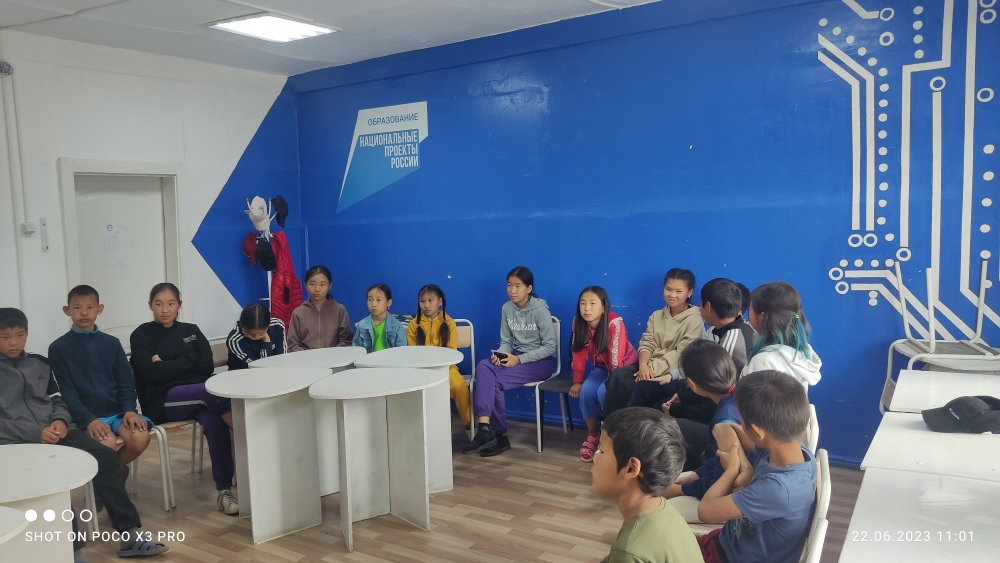 ОБРАЗОВАНИЕ
НАЦИОНАЛЬНЫЕ
ПРОЕКТЫ
РОССИИ
SHOT ON POCO X3 PRO
22.06.2023 11:01